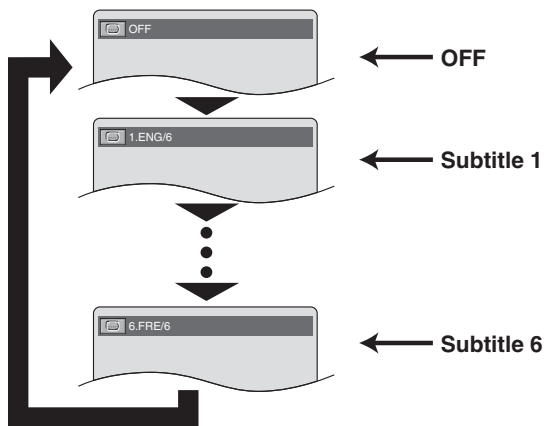 OFF
OFF
1.ENG/6
Subtitle 1
6.FRE/6
Subtitle 6